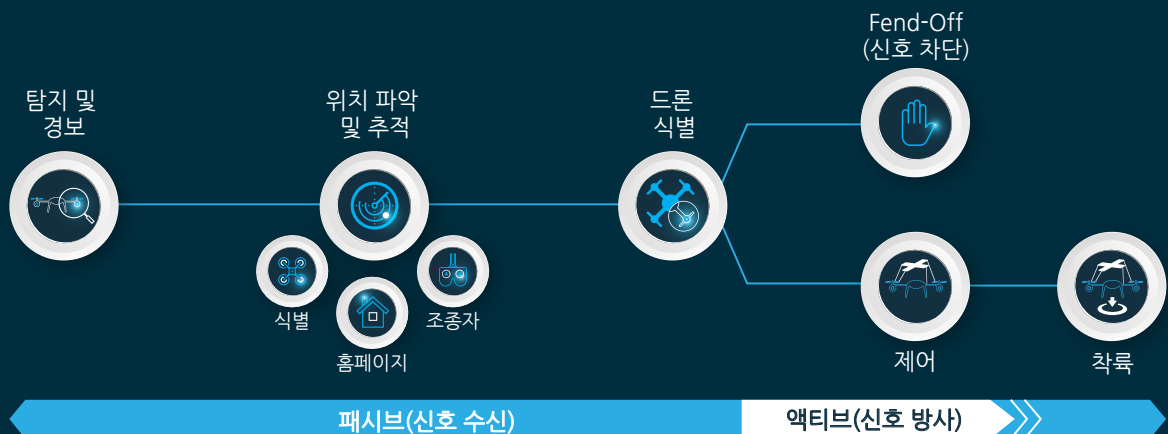 탐지 및
경보
위치 파악
및 추적
식별
홈페이지
조종자
드론
식별
Fend-Off
(신호 차단)
제어
착륙
패시브(신호 수신)
액티브(신호 방사)